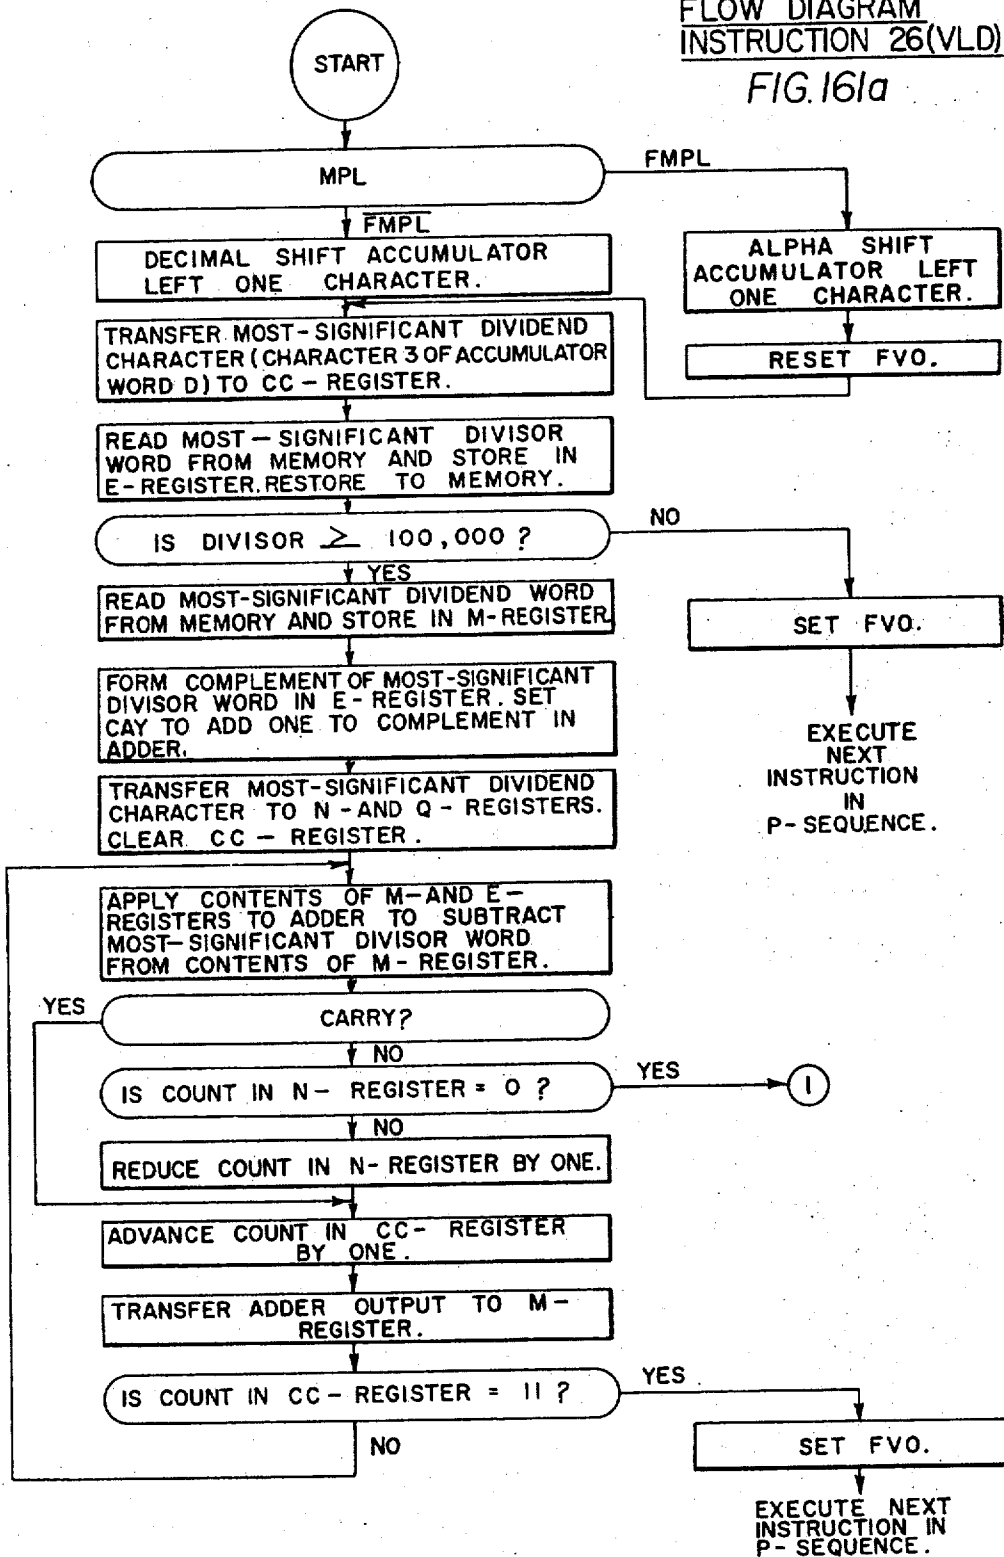 FLOW DIAGRAM
INSTRUCTION 26(VLD)
FIG. 161a
START
MPL
FMPL
FMPL
DECIMAL SHIFT ACCUMULATOR
LEFT ONE CHARACTER.
ALPHA SHIFT
ACCUMULATOR LEFT
ONE CHARACTER.
RESET FVO.
TRANSFER MOST-SIGNIFICANT DIVIDEND
CHARACTER (CHARACTER 3 OF ACCUMULATOR
WORD D) TO CC-REGISTER.
READ MOST-SIGNIFICANT DIVISOR
WORD FROM MEMORY AND STORE IN
E-REGISTER. RESTORE TO MEMORY.
IS DIVISOR ≥ 100,000 ?
NO
YES
SET FVO.
EXECUTE
NEXT
INSTRUCTION
IN
P-SEQUENCE.
READ MOST-SIGNIFICANT DIVIDEND WORD
FROM MEMORY AND STORE IN M-REGISTER.
FORM COMPLEMENT OF MOST-SIGNIFICANT
DIVISOR WORD IN E-REGISTER. SET
CAY TO ADD ONE TO COMPLEMENT IN
ADDER.
TRANSFER MOST-SIGNIFICANT DIVIDEND
CHARACTER TO N-AND Q-REGISTERS.
CLEAR CC-REGISTER.
APPLY CONTENTS OF M-AND E-
REGISTERS TO ADDER TO SUBTRACT
MOST-SIGNIFICANT DIVISOR WORD
FROM CONTENTS OF M-REGISTER.
YES
CARRY?
NO
IS COUNT IN N-REGISTER = 0 ?
YES
1
NO
REDUCE COUNT IN N-REGISTER BY ONE.
ADVANCE COUNT IN CC-REGISTER
BY ONE.
TRANSFER ADDER OUTPUT TO M-
REGISTER.
IS COUNT IN CC-REGISTER = 11 ?
YES
NO
SET FVO.
EXECUTE NEXT
INSTRUCTION IN
P-SEQUENCE.